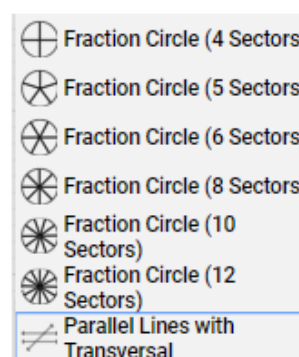 Fraction Circle (4 Sectors
Fraction Circle (5 Sectors
Fraction Circle (6 Sectors
Fraction Circle (8 Sectors
Fraction Circle (10
Sectors)
Fraction Circle (12
Sectors)
Parallel Lines with
Transversal